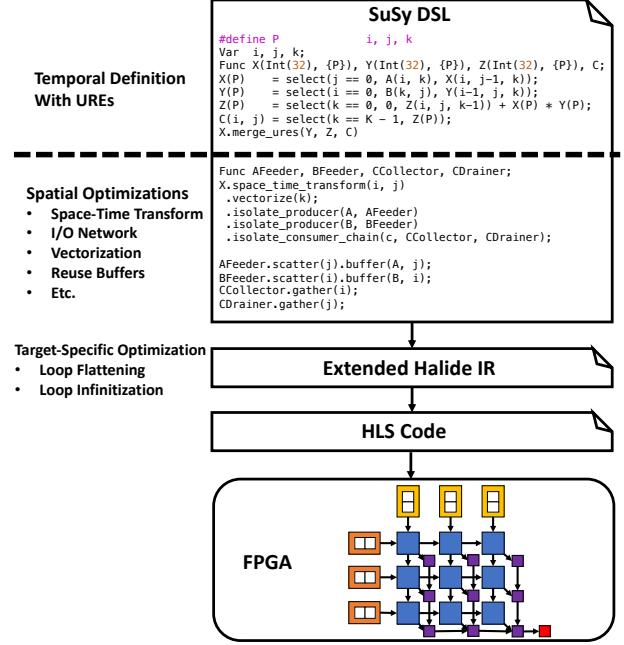 SuSy DSL
#define P i, j, k
Var i, j, k;
Func X(Int(32), {P}), Y(Int(32), {P}), Z(Int(32), {P}), C;
X(P) = select(j == 0, A(i, k), X(i, j-1, k));
Y(P) = select(i == 0, B(k, j), Y(i-1, j, k));
Z(P) = select(k == 0, 0, Z(i, j, k-1)) + X(P) * Y(P);
C(i, j) = select(k == K - 1, Z(P));
X.merge_ures(Y, Z, C)
Temporal Definition
With UREs
Func AFeeder, BFeeder, CCollector, CDrainer;
X.space_time_transform(i, j)
.vectorize(k);
.isolate_producer(A, AFeeder)
.isolate_producer(B, BFeeder)
.isolate_consumer_chain(c, CCollector, CDrainer);
AFeeder.scatter(j).buffer(A, j);
BFeeder.scatter(i).buffer(B, i);
CCollector.gather(i);
CDrainer.gather(j);
Spatial Optimizations
• Space-Time Transform
• I/O Network
• Vectorization
• Reuse Buffers
• Etc.
Target-Specific Optimization
• Loop Flattening
• Loop Infinitization
Extended Halide IR
HLS Code
FPGA